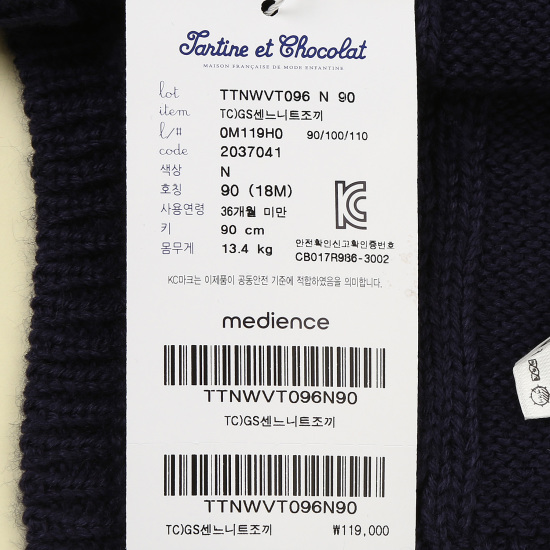 Tartine et Chocolat
MAISON FRANÇAISE DE MODE ENFANTINE
lot TTNWVT096 N 90
item TC)GS센느니트조끼
l/# 0M119H0 90/100/110
code 2037041
색상 N
호칭 90 (18M)
사용연령 36개월 미만
키 90 cm
몸무게 13.4 kg
안전확인신고확인증번호
CB017R986-3002
KC마크는 이제품이 공동안전 기준에 적합하였음을 의미합니다.
medience
TTNWVT096N90
TC)GS센느니트조끼
TTNWVT096N90
TC)GS센느니트조끼 ₩119,000